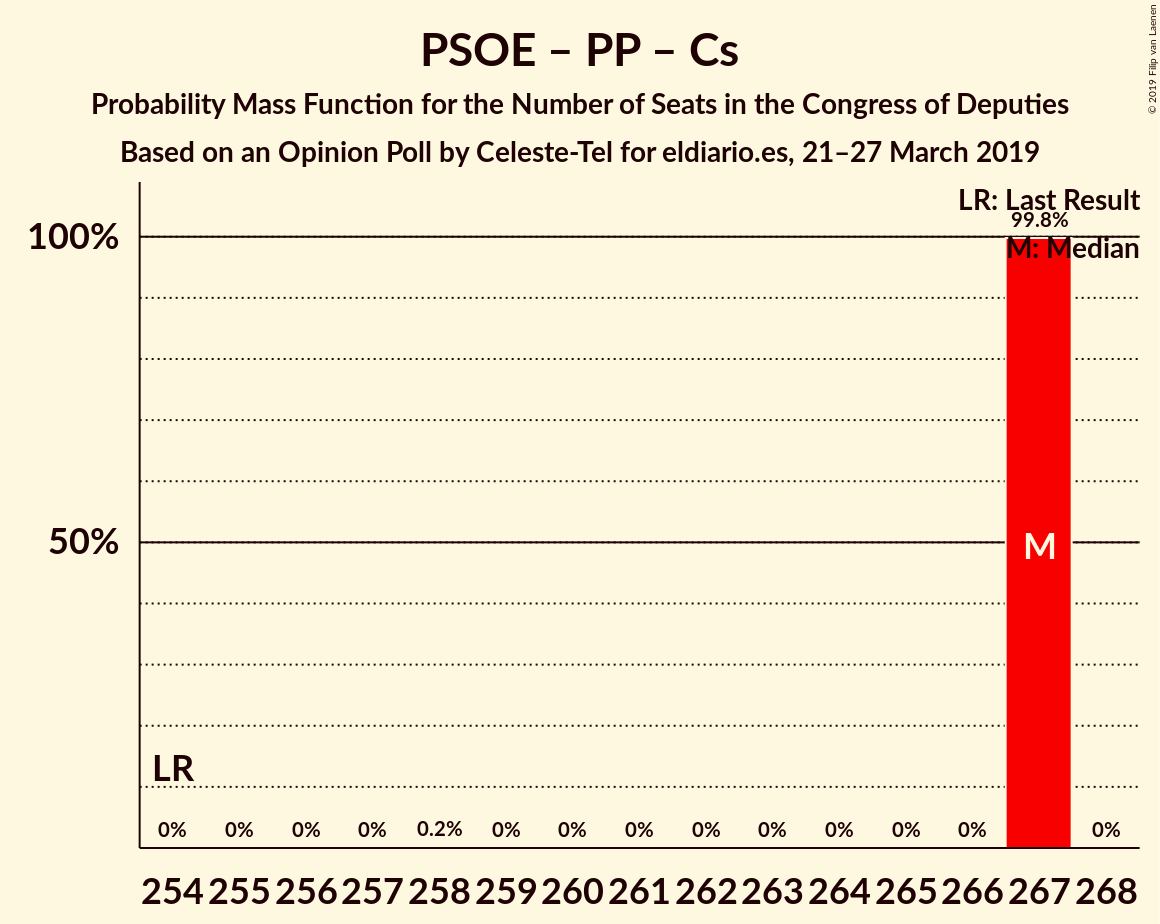 PSOE – PP – Cs
Probability Mass Function for the Number of Seats in the Congress of Deputies
Based on an Opinion Poll by Celeste-Tel for eldiario.es, 21–27 March 2019
© 2019 Filip van Laenen
LR: Last Result
99.8%
100%
M: Median
50%
M
LR
0% 0% 0% 0% 0.2% 0% 0% 0% 0% 0% 0% 0% 0% 0%
254 255 256 257 258 259 260 261 262 263 264 265 266 267 268